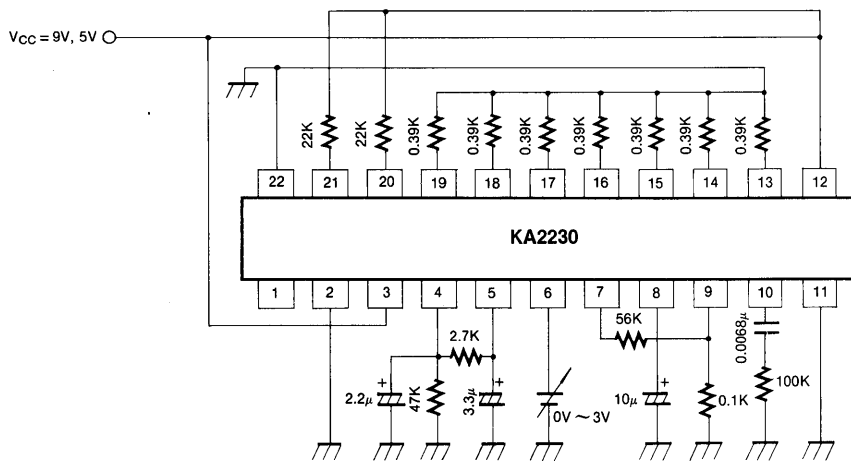 VCC = 9V, 5V
22K
22K
0.39K
0.39K
0.39K
0.39K
0.39K
0.39K
0.39K
22 21 20 19 18 17 16 15 14 13 12
KA2230
1 2 3 4 5 6 7 8 9 10 11
2.7K
56K
0.0068μ
2.2μ
+
47K
3.3μ
+
0V ~ 3V
10μ
+
0.1K
100K